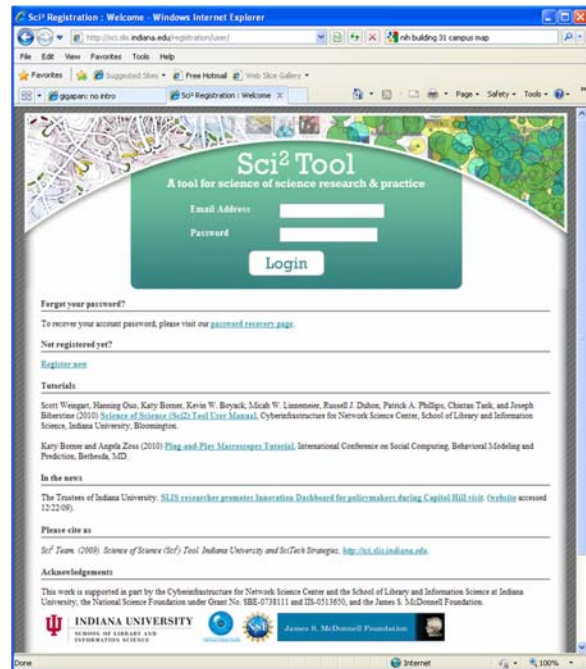 Sci² Registration : Welcome - Windows Internet Explorer
http://sci.slis.indiana.edu/registration/user/
nih building 31 campus map
File Edit View Favorites Tools Help
Favorites Suggested Sites Free Hotmail Web Slice Gallery
gigapan: no intro Sci² Registration : Welcome Page Safety Tools
Sci² Tool
A tool for science of science research & practice
Email Address
Password
Login
Forgot your password?
To recover your account password, please visit our password recovery page.
Not registered yet?
Register now
Tutorials
Scott Weingart, Hanning Guo, Katy Borner, Kevin W. Boyack, Micah W. Linnemeier, Russell J. Duhon, Patrick A. Phillips, Chintan Tank, and Joseph
Biberstine (2010) Science of Science (Sci2) Tool User Manual. Cyberinfrastructure for Network Science Center, School of Library and Information
Science, Indiana University, Bloomington.
Katy Borner and Angela Zoss (2010) Plug-and-Play Macroscopes Tutorial. International Conference on Social Computing, Behavioral Modeling and
Prediction, Bethesda, MD.
In the news
The Trustees of Indiana University. SLIS researcher promotes Innovation Dashboard for policymakers during Capitol Hill visit. (website accessed
12/22/09).
Please cite as
Sci² Team. (2009). Science of Science (Sci²) Tool. Indiana University and SciTech Strategies, http://sci.slis.indiana.edu.
Acknowledgements
This work is supported in part by the Cyberinfrastructure for Network Science Center and the School of Library and Information Science at Indiana
University, the National Science Foundation under Grant No. SBE-0738111 and IIS-0513650, and the James S. McDonnell Foundation.
INDIANA UNIVERSITY
SCHOOL OF LIBRARY AND
INFORMATION SCIENCE
NSF
James S. McDonnell Foundation
Done Internet 100%